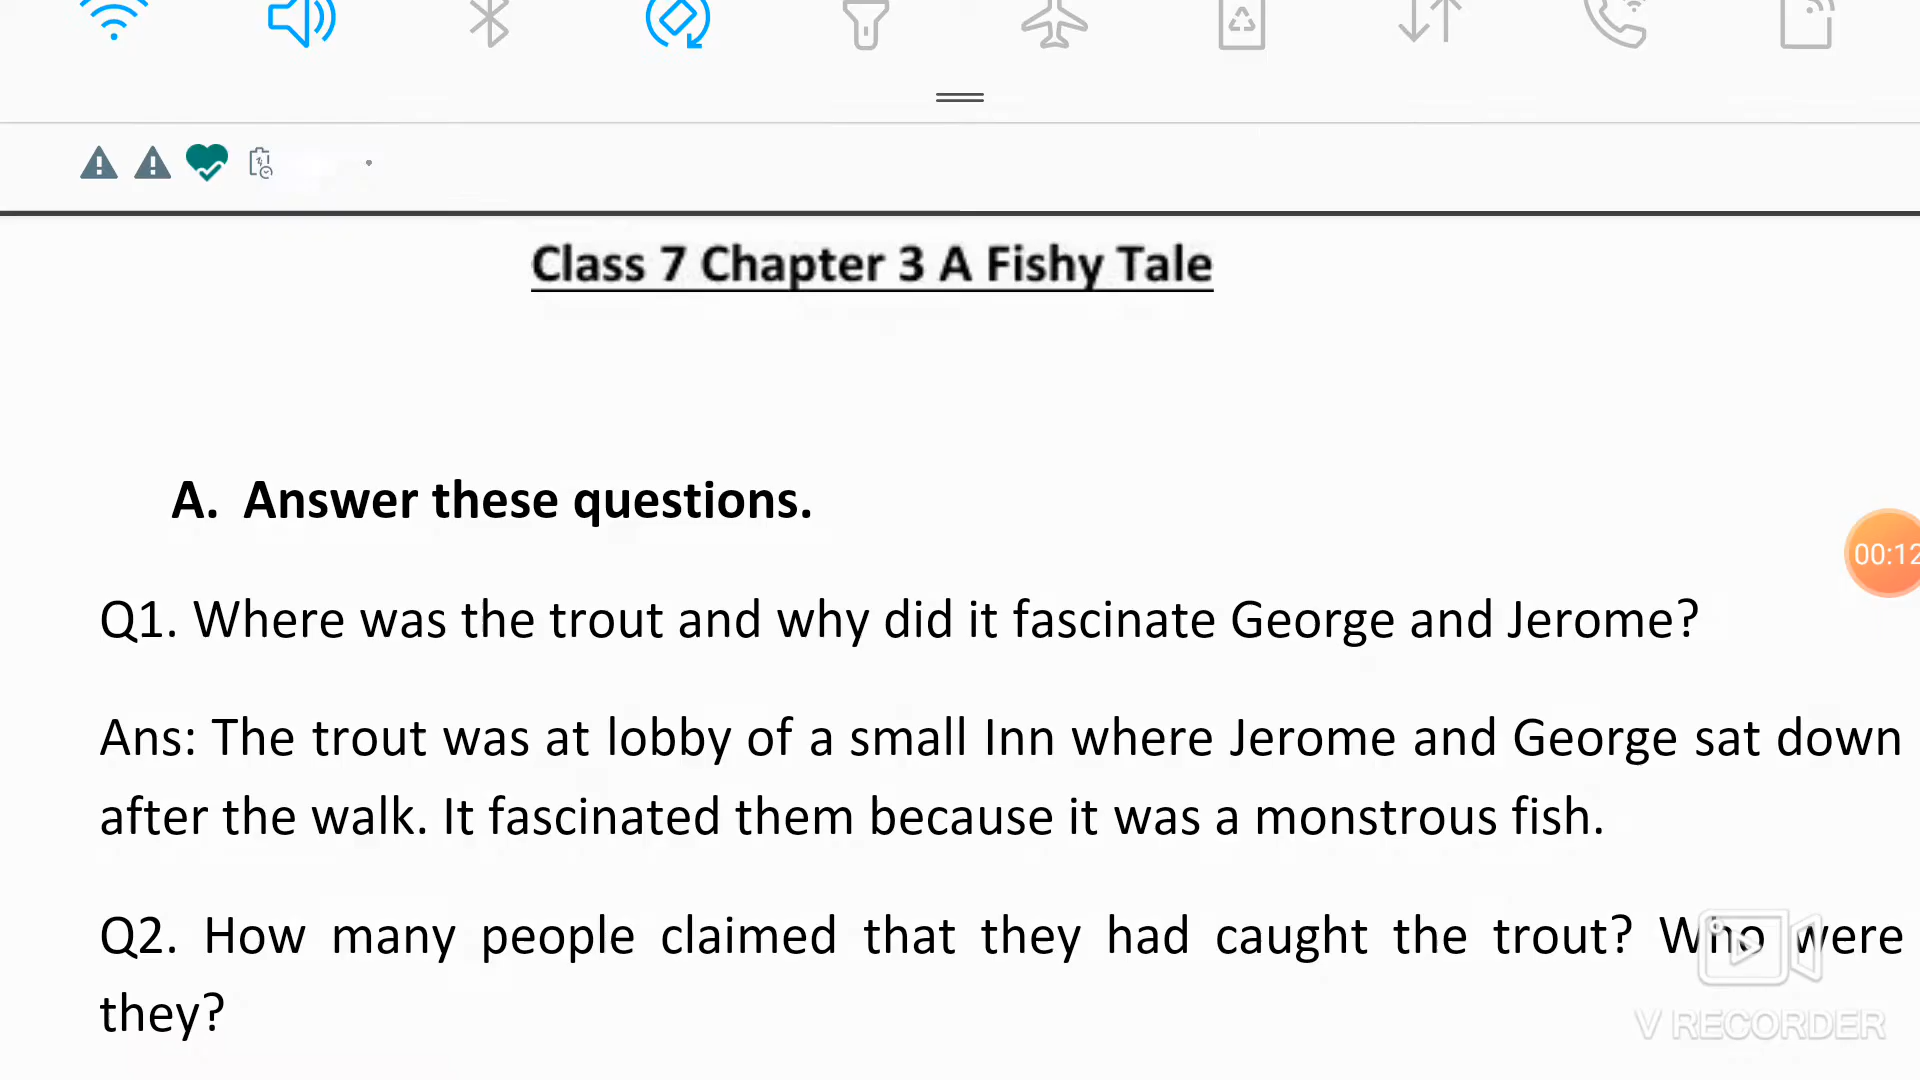 Class 7 Chapter 3 A Fishy Tale
A. Answer these questions.
00:12
Q1. Where was the trout and why did it fascinate George and Jerome?
Ans: The trout was at lobby of a small Inn where Jerome and George sat down
after the walk. It fascinated them because it was a monstrous fish.
Q2. How many people claimed that they had caught the trout? Who were
they?
V RECORDER